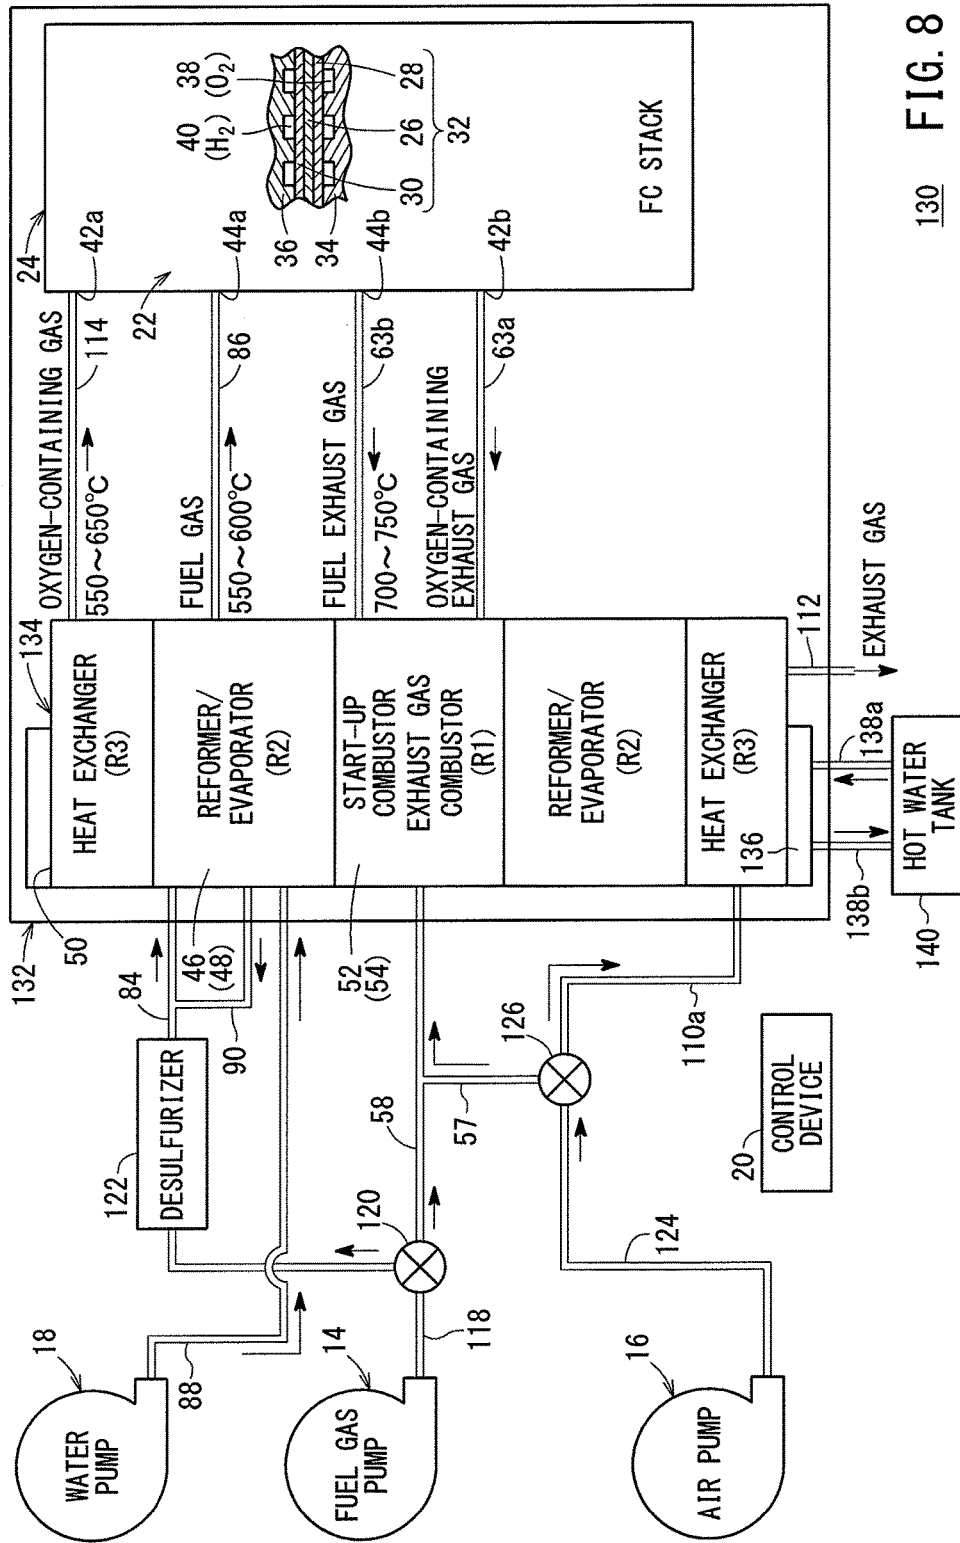 FIG. 8
130
24
22
42a
44a
44b
42b
36
34
40
(H2)
38
(O2)
30
26
28
32
FC STACK
OXYGEN-CONTAINING GAS
114
550~650°C
FUEL GAS
86
550~600°C
FUEL EXHAUST GAS
63b
700~750°C
OXYGEN-CONTAINING
EXHAUST GAS
63a
134
132
50
HEAT EXCHANGER
(R3)
REFORMER/
EVAPORATOR
(R2)
46
(48)
START-UP
COMBUSTOR
EXHAUST GAS
COMBUSTOR
(R1)
52
(54)
REFORMER/
EVAPORATOR
(R2)
HEAT EXCHANGER
(R3)
136
112
EXHAUST GAS
138a
138b
HOT WATER
TANK
140
84
90
DESULFURIZER
122
58
57
126
110a
120
118
124
CONTROL
DEVICE
20
18
WATER
PUMP
88
14
FUEL GAS
PUMP
16
AIR PUMP